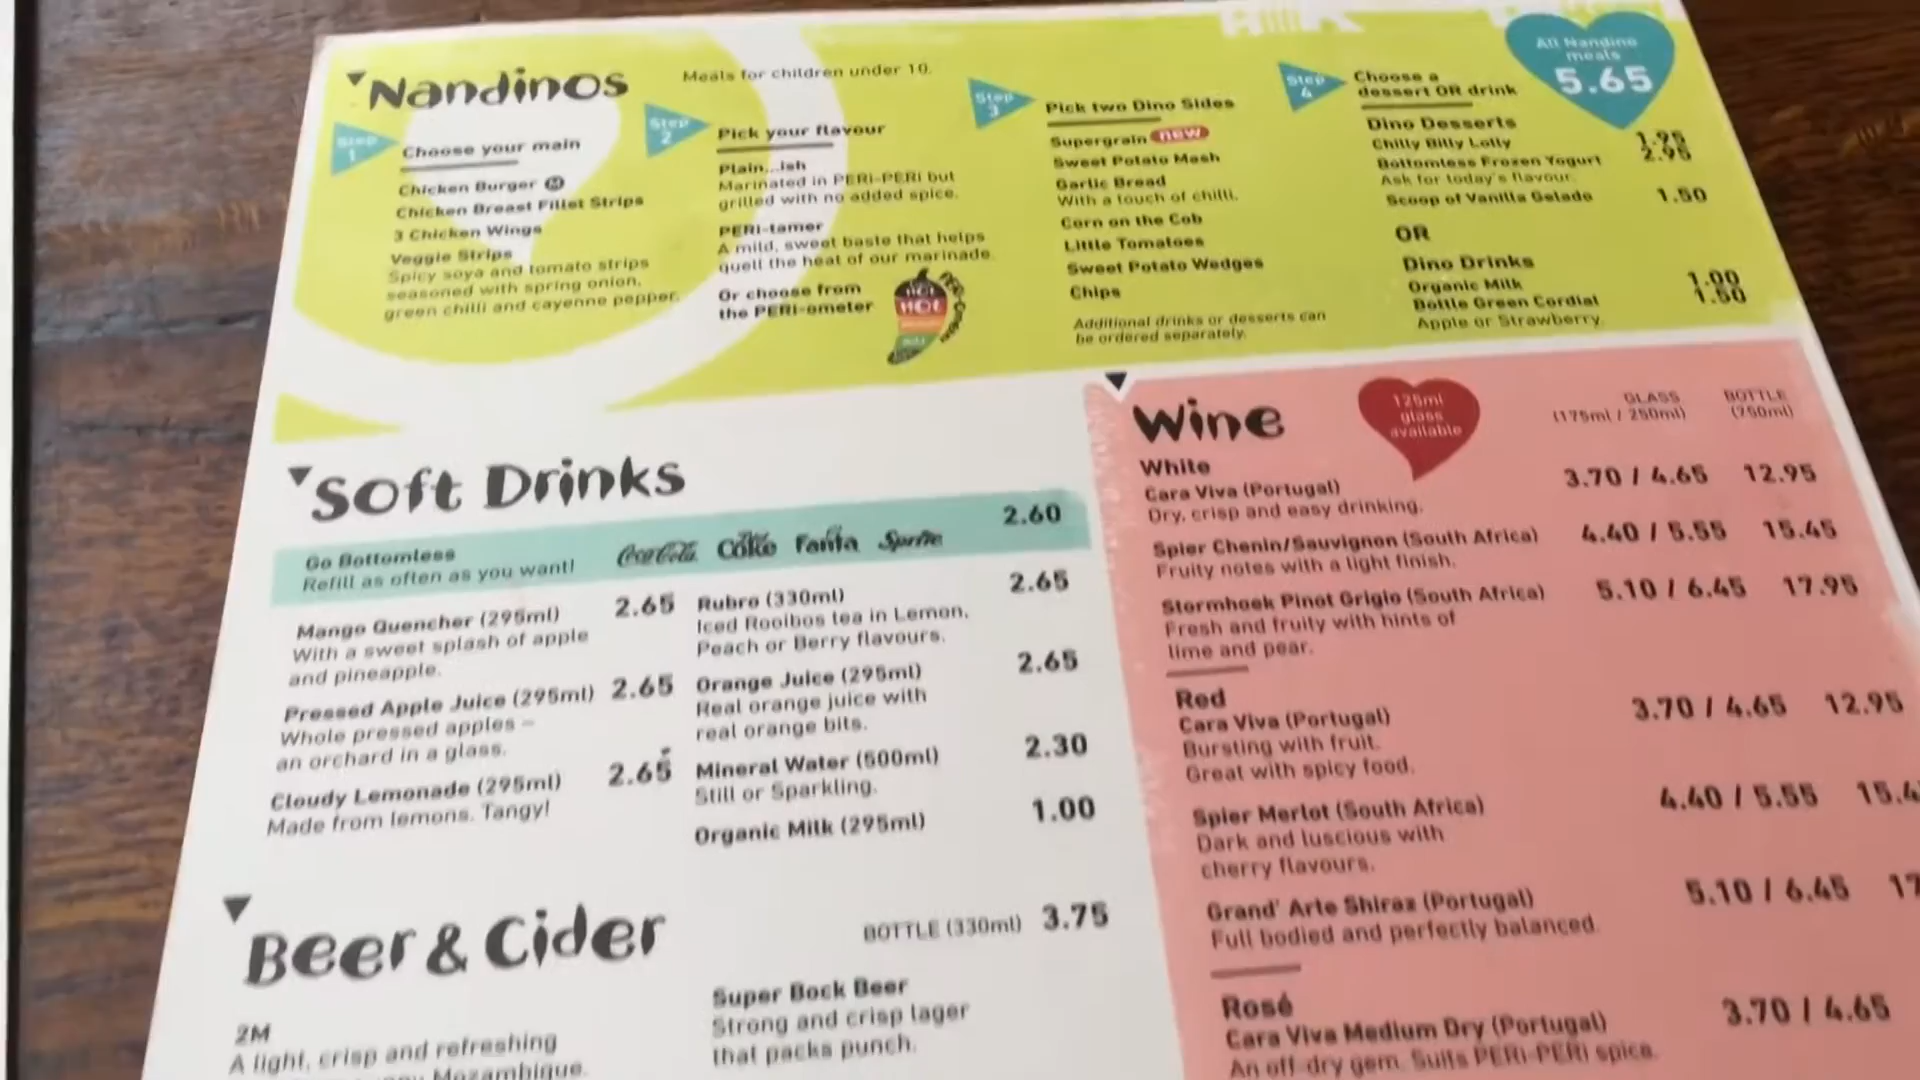 Nandinos
Meals for children under 10.
Step 1
Choose your main
Chicken Burger M
Chicken Breast Fillet Strips
3 Chicken Wings
Veggie Strips
Spicy soya and tomato strips
seasoned with spring onion,
green chilli and cayenne pepper.
Step 2
Pick your flavour
Plain...ish
Marinated in PERi-PERi but
grilled with no added spice.
PERi-tamer
A mild, sweet baste that helps
quell the heat of our marinade.
Or choose from
the PERi-ometer
HOT
Step 3
Pick two Dino Sides
Supergrain new
Sweet Potato Mash
Garlic Bread
With a touch of chilli.
Corn on the Cob
Little Tomatoes
Sweet Potato Wedges
Chips
Additional drinks or desserts can
be ordered separately.
Step 4
Choose a
dessert OR drink
Dino Desserts
Chilly Billy Lolly 1.95
Bottomless Frozen Yogurt 2.95
Ask for today's flavour.
Scoop of Vanilla Gelado 1.50
OR
Dino Drinks
Organic Milk 1.00
Bottle Green Cordial 1.50
Apple or Strawberry.
All Nandino
meals
5.65
Soft Drinks
Go Bottomless
Refill as often as you want!
Coca-Cola Coke Fanta Sprite 2.60
Mango Quencher (295ml) 2.65
With a sweet splash of apple
and pineapple.
Pressed Apple Juice (295ml) 2.65
Whole pressed apples –
an orchard in a glass.
Cloudy Lemonade (295ml) 2.65
Made from lemons. Tangy!
Rubro (330ml) 2.65
Iced Rooibos tea in Lemon,
Peach or Berry flavours.
Orange Juice (295ml) 2.65
Real orange juice with
real orange bits.
Mineral Water (500ml) 2.30
Still or Sparkling.
Organic Milk (295ml) 1.00
Beer & Cider
BOTTLE (330ml) 3.75
2M
A light, crisp and refreshing
Mozambique.
Super Bock Beer
Strong and crisp lager
that packs punch.
Wine
125ml
glass
available
GLASS
(175ml / 250ml)
BOTTLE
(750ml)
White
Cara Viva (Portugal) 3.70 / 4.65 12.95
Dry, crisp and easy drinking.
Spier Chenin/Sauvignon (South Africa) 4.40 / 5.55 15.45
Fruity notes with a light finish.
Stormhoek Pinot Grigio (South Africa) 5.10 / 6.45 17.95
Fresh and fruity with hints of
lime and pear.
Red
Cara Viva (Portugal) 3.70 / 4.65 12.95
Bursting with fruit.
Great with spicy food.
Spier Merlot (South Africa) 4.40 / 5.55 15.4
Dark and luscious with
cherry flavours.
Grand' Arte Shiraz (Portugal) 5.10 / 6.45 17
Full bodied and perfectly balanced.
Rosé
Cara Viva Medium Dry (Portugal) 3.70 / 4.65
An off-dry gem. Suits PERi-PERi spice.